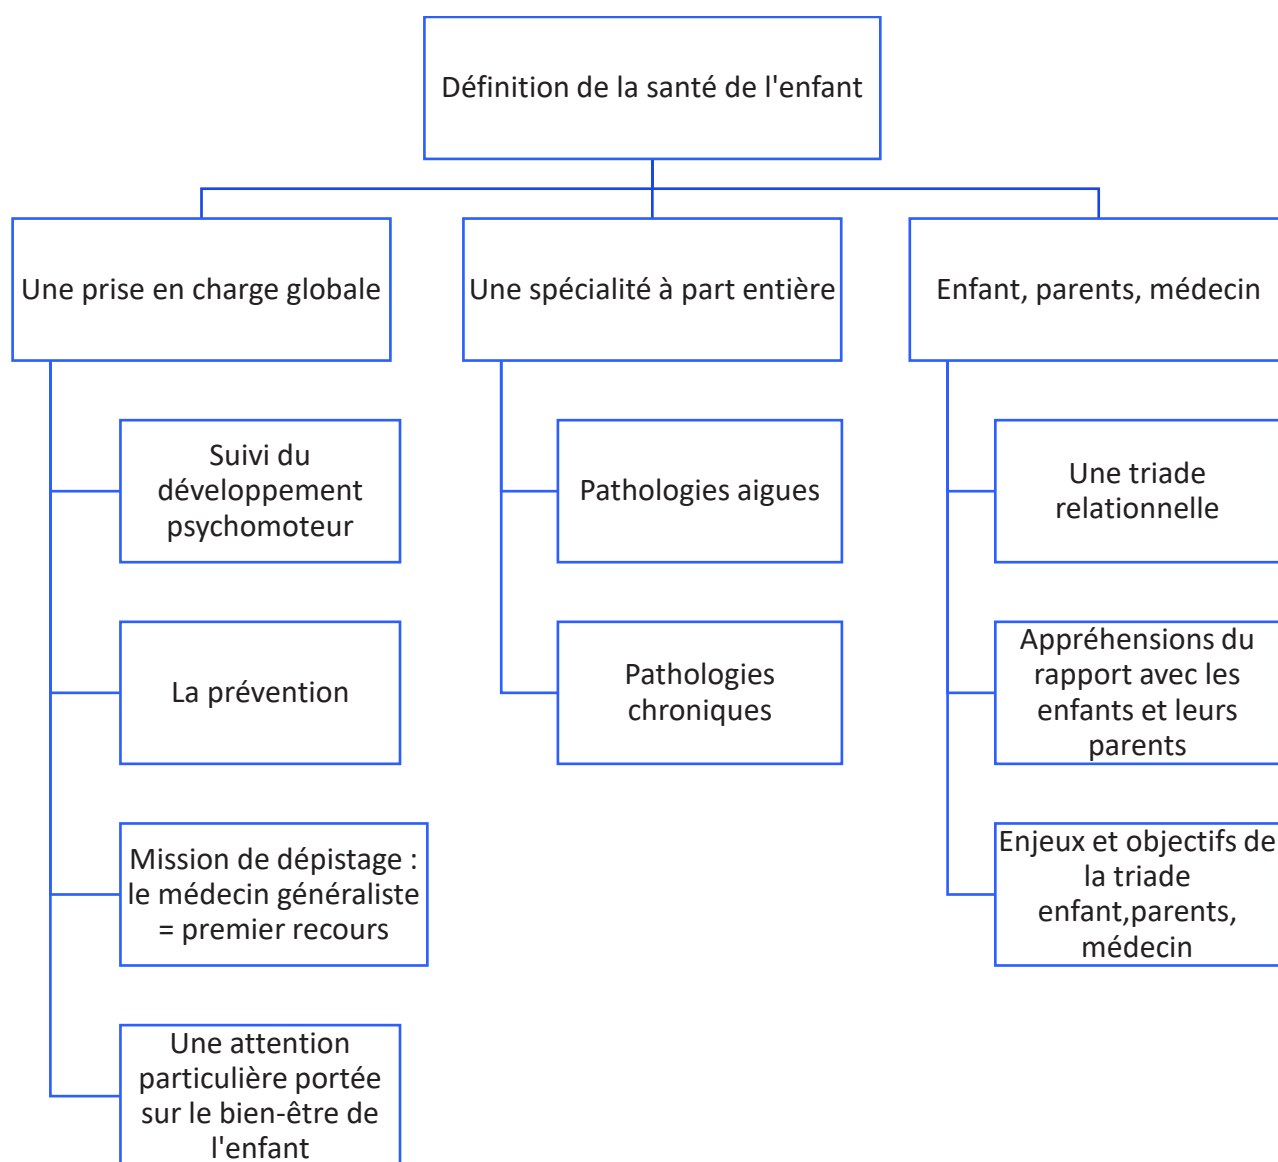 Définition de la santé de l'enfant
Une prise en charge globale
Suivi du
développement
psychomoteur
La prévention
Mission de dépistage :
le médecin généraliste
= premier recours
Une attention
particulière portée
sur le bien-être de
l'enfant
Une spécialité à part entière
Pathologies aigues
Pathologies
chroniques
Enfant, parents, médecin
Une triade
relationnelle
Appréhensions du
rapport avec les
enfants et leurs
parents
Enjeux et objectifs de
la triade
enfant,parents,
médecin